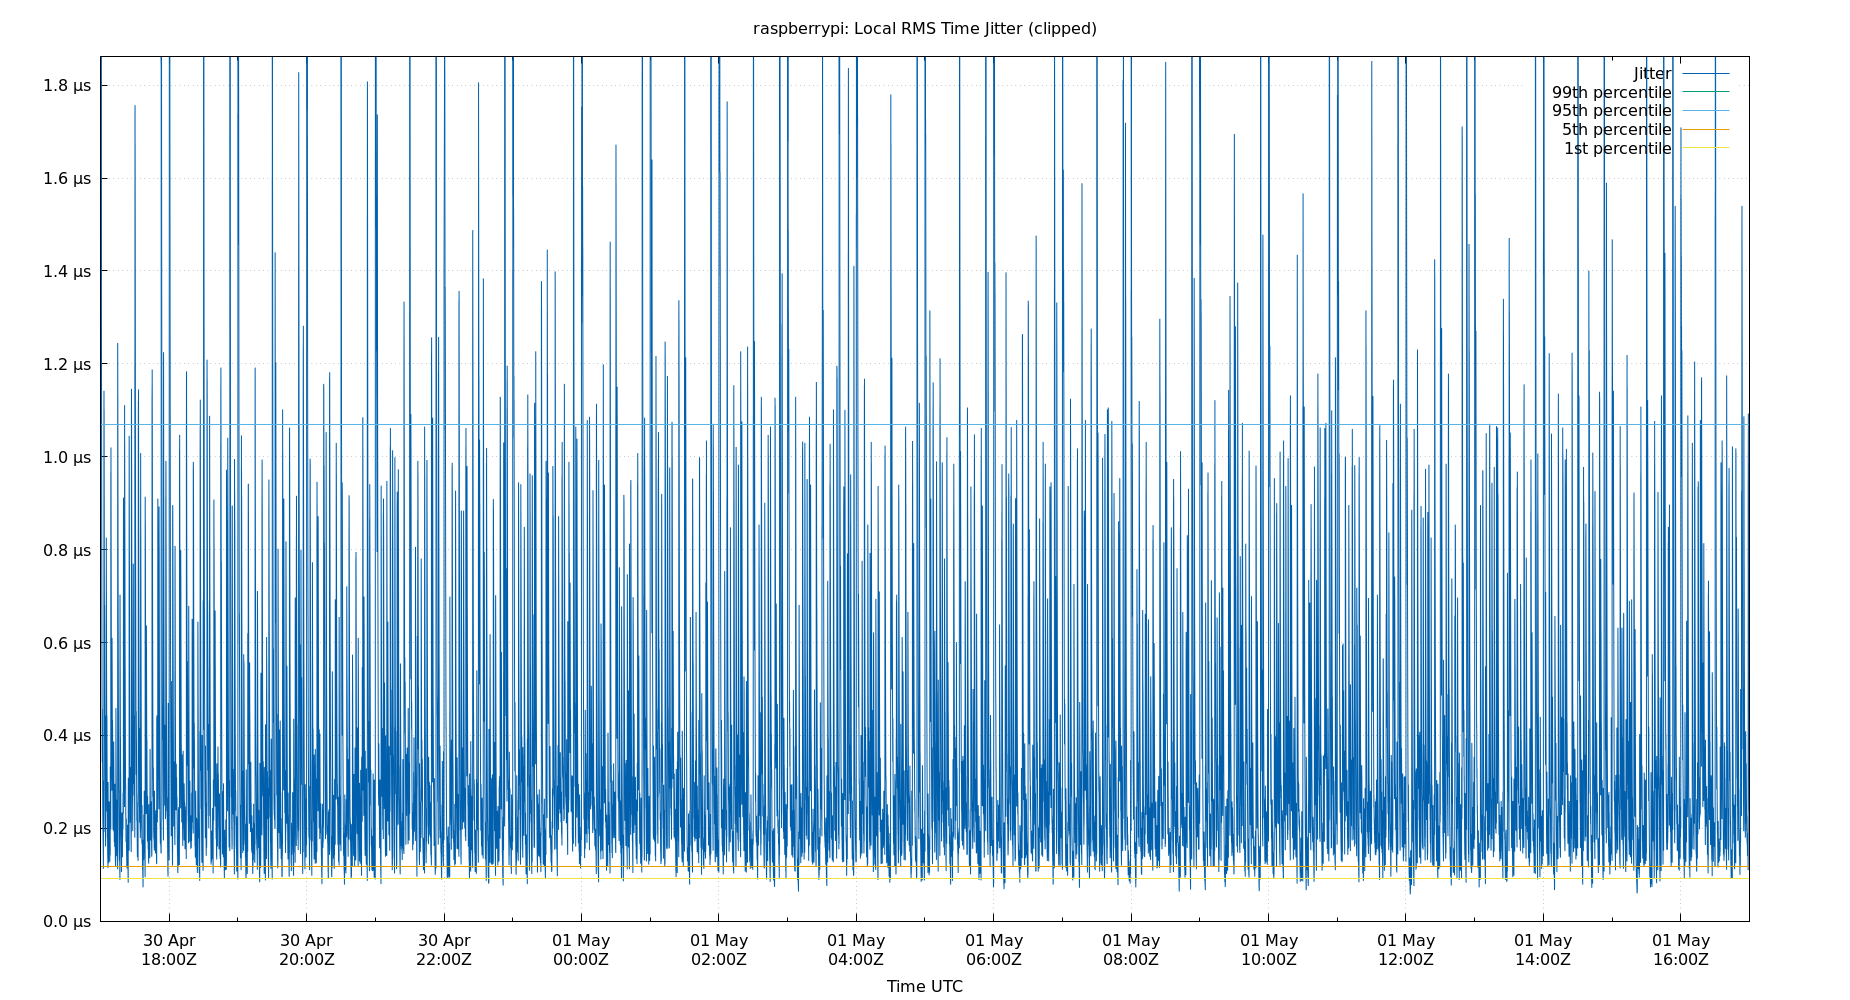 raspberrypi: Local RMS Time Jitter (clipped)
Jitter
99th percentile
95th percentile
5th percentile
1st percentile
1.8 µs
1.6 µs
1.4 µs
1.2 µs
1.0 µs
0.8 µs
0.6 µs
0.4 µs
0.2 µs
0.0 µs
30 Apr 30 Apr 30 Apr 01 May 01 May 01 May 01 May 01 May 01 May 01 May 01 May 01 May
18:00Z 20:00Z 22:00Z 00:00Z 02:00Z 04:00Z 06:00Z 08:00Z 10:00Z 12:00Z 14:00Z 16:00Z
Time UTC